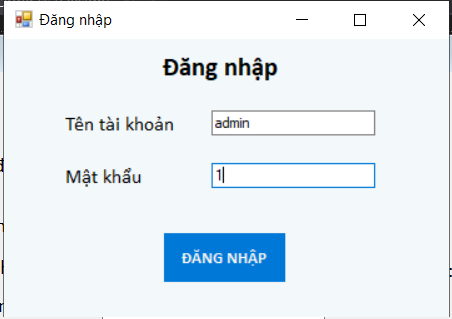 Đăng nhập
Đăng nhập
Tên tài khoản admin
Mật khẩu 1
ĐĂNG NHẬP